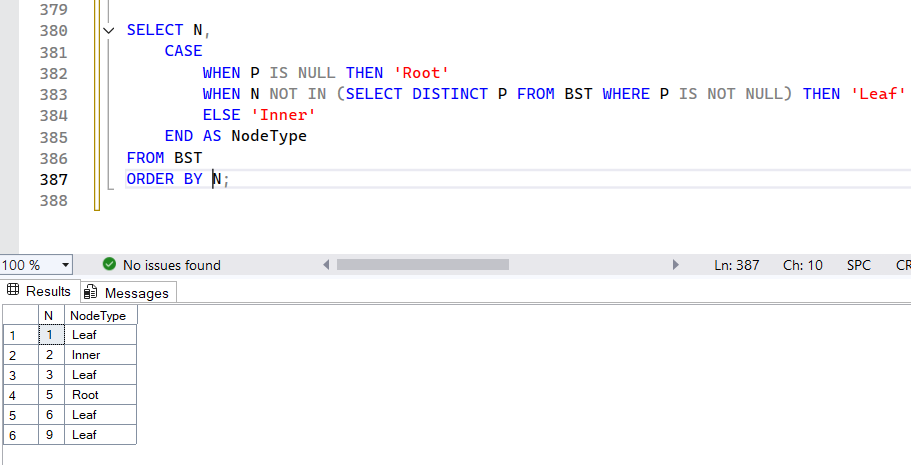 379
380 SELECT N,
381 CASE
382 WHEN P IS NULL THEN 'Root'
383 WHEN N NOT IN (SELECT DISTINCT P FROM BST WHERE P IS NOT NULL) THEN 'Leaf'
384 ELSE 'Inner'
385 END AS NodeType
386 FROM BST
387 ORDER BY N;
388
100 % No issues found Ln: 387 Ch: 10 SPC CR
Results Messages
N NodeType
1 1 Leaf
2 2 Inner
3 3 Leaf
4 5 Root
5 6 Leaf
6 9 Leaf